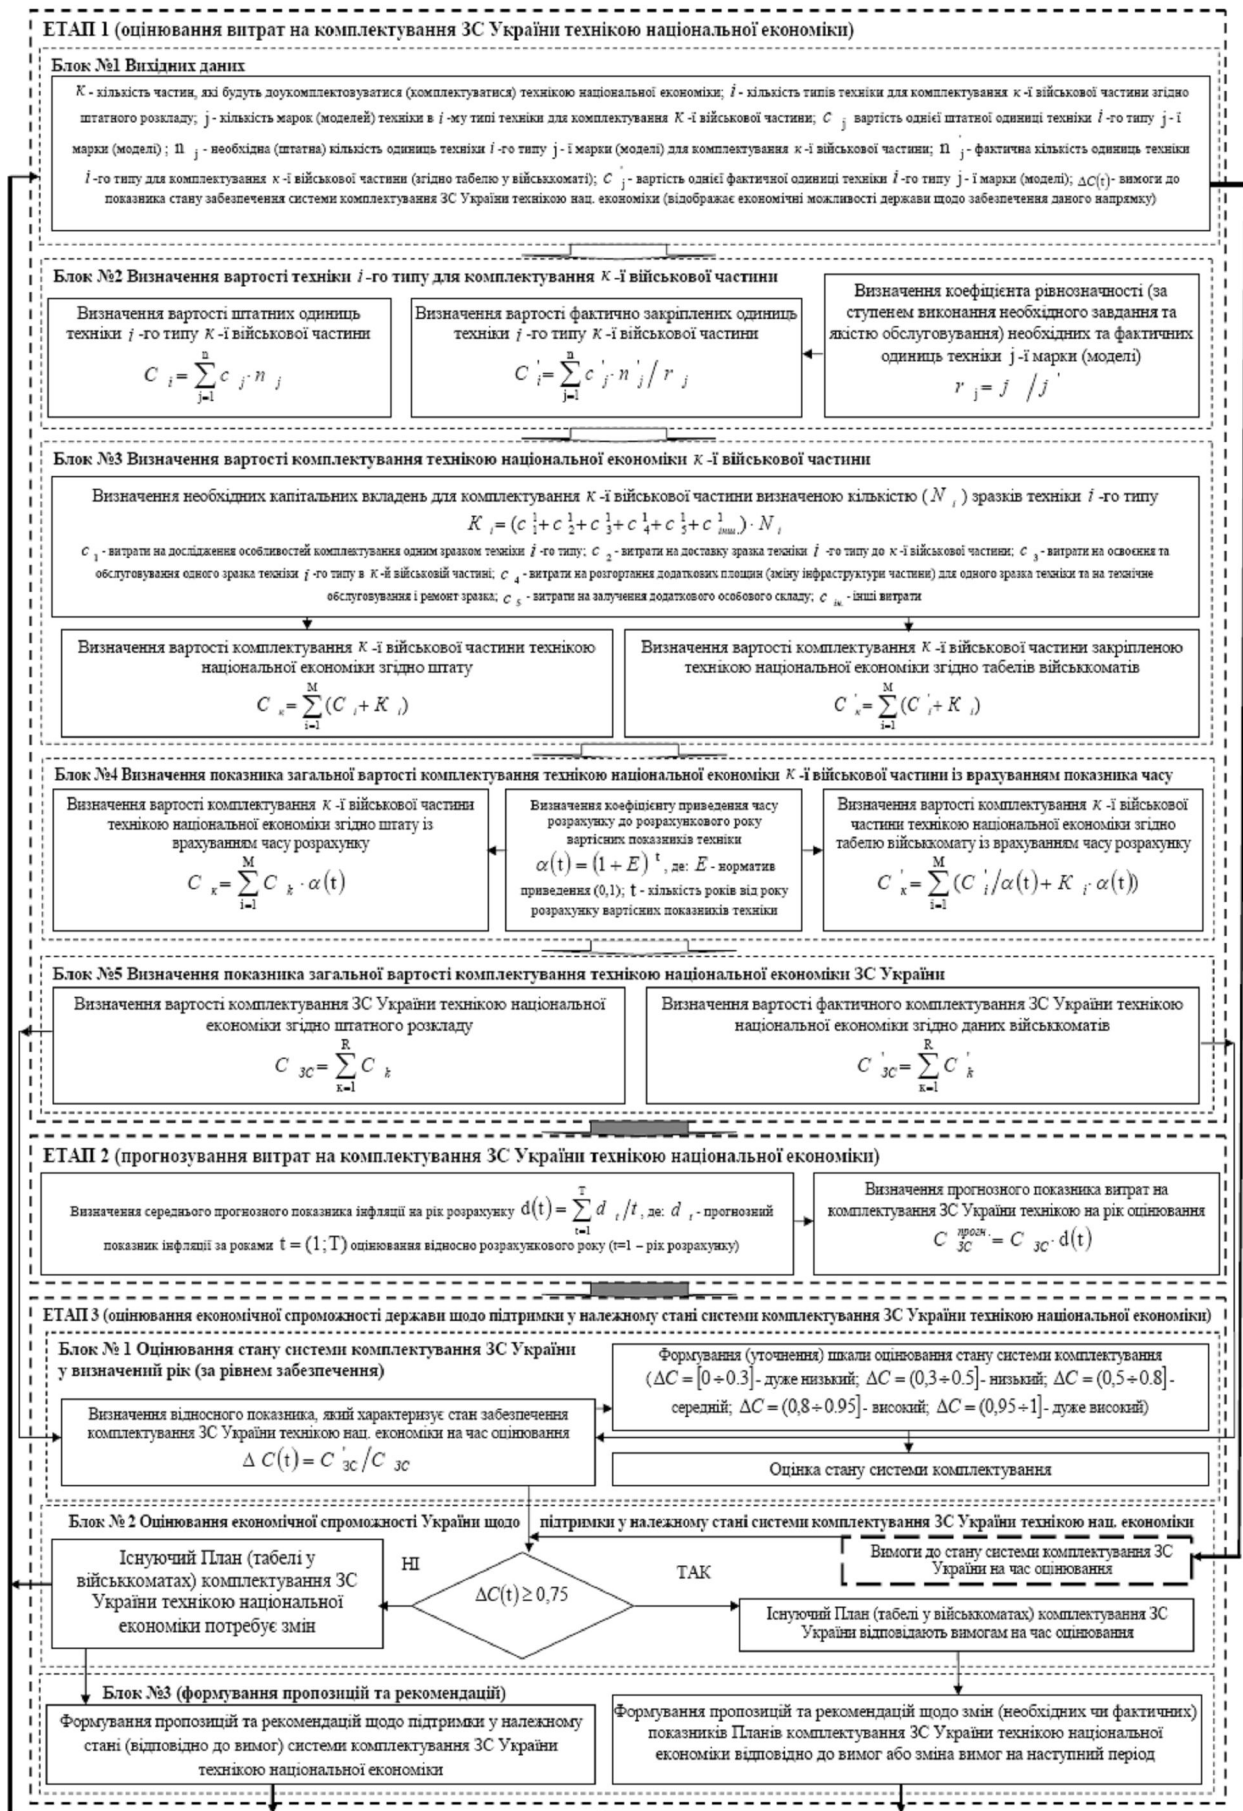 ЕТАП 1 (оцінювання витрат на комплектування ЗС України технікою національної економіки)
Блок №1 Вихідних даних
К - кількість частин, які будуть доукомплектовуватися (комплектуватися) технікою національної економіки; i - кількість типів техніки для комплектування к -ї військової частини згідно
штатного розкладу; j - кількість марок (моделей) техніки в i -му типі техніки для комплектування К -ї військової частини; C j вартість однієї штатної одиниці техніки i -го типу j - ї
марки (моделі) ; n j - необхідна (штатна) кількість одиниць техніки i -го типу j - ї марки (моделі) для комплектування к -ї військової частини; n ' j - фактична кількість одиниць техніки
i -го типу для комплектування к -ї військової частини (згідно табелю у військкоматі); C ' j - вартість однієї фактичної одиниці техніки i -го типу j - ї марки (моделі); ΔC(t) - вимоги до
показника стану забезпечення системи комплектування ЗС України технікою нац. економіки (відображає економічні можливості держави щодо забезпечення даного напрямку)
Блок №2 Визначення вартості техніки i -го типу для комплектування К -ї військової частини
Визначення вартості штатних одиниць
техніки i -го типу К -ї військової частини
C i = ∑ j=1 n c j · n j
Визначення вартості фактично закріплених одиниць
техніки i -го типу К -ї військової частини
C ' i = ∑ j=1 n c ' j · n ' j / r j
Визначення коефіцієнта рівнозначності (за
ступенем виконання необхідного завдання та
якістю обслуговування) необхідних та фактичних
одиниць техніки j -ї марки (моделі)
r j = j / j '
Блок №3 Визначення вартості комплектування технікою національної економіки К -ї військової частини
Визначення необхідних капітальних вкладень для комплектування К -ї військової частини визначеною кількістю ( N i ) зразків техніки i -го типу
K i = (c 1 1 + c 1 2 + c 1 3 + c 1 4 + c 1 5 + c 1 інш.) · N i
c 1 - витрати на дослідження особливостей комплектування одним зразком техніки i -го типу; c 2 - витрати на доставку зразка техніки i -го типу до к -ї військової частини; c 3 - витрати на освоєння та
обслуговування одного зразка техніки i -го типу в К -й військовій частині; c 4 - витрати на розгортання додаткових площин (зміну інфраструктури частини) для одного зразка техніки та на технічне
обслуговування і ремонт зразка; c 5 - витрати на залучення додаткового особового складу; c ін. - інші витрати
Визначення вартості комплектування К -ї військової частини технікою
національної економіки згідно штату
C к = ∑ i=1 M (C i + K i)
Визначення вартості комплектування К -ї військової частини закріпленою
технікою національної економіки згідно табелів військкоматів
C ' к = ∑ i=1 M (C ' i + K i)
Блок №4 Визначення показника загальної вартості комплектування технікою національної економіки К -ї військової частини із врахуванням показника часу
Визначення вартості комплектування К -ї військової частини
технікою національної економіки згідно штату із
врахуванням часу розрахунку
C к = ∑ i=1 M C k · α(t)
Визначення коефіцієнту приведення часу
розрахунку до розрахункового року
вартісних показників техніки
α(t) = (1 + E) t , де: E - норматив
приведення (0,1); t - кількість років від року
розрахунку вартісних показників техніки
Визначення вартості комплектування К -ї військової
частини технікою національної економіки згідно
табелю військкомату із врахуванням часу розрахунку
C ' к = ∑ i=1 M (C ' i /α(t) + K i · α(t))
Блок №5 Визначення показника загальної вартості комплектування технікою національної економіки ЗС України
Визначення вартості комплектування ЗС України технікою національної
економіки згідно штатного розкладу
C ЗС = ∑ к=1 R C k
Визначення вартості фактичного комплектування ЗС України технікою
національної економіки згідно даних військкоматів
C ' ЗС = ∑ к=1 R C ' k
ЕТАП 2 (прогнозування витрат на комплектування ЗС України технікою національної економіки)
Визначення середнього прогнозного показника інфляції на рік розрахунку d(t) = ∑ t=1 T d t /t , де: d t - прогнозний
показник інфляції за роками t = (1;T) оцінювання відносно розрахункового року (t=1 – рік розрахунку)
Визначення прогнозного показника витрат на
комплектування ЗС України технікою на рік оцінювання
C прогн. ЗС = C ЗС · d(t)
ЕТАП 3 (оцінювання економічної спроможності держави щодо підтримки у належному стані системи комплектування ЗС України технікою національної економіки)
Блок № 1 Оцінювання стану системи комплектування ЗС України
у визначений рік (за рівнем забезпечення)
Формування (уточнення) шкали оцінювання стану системи комплектування
(ΔC = [0÷0.3] - дуже низький; ΔC = (0,3÷0.5] - низький; ΔC = (0,5÷0.8] -
середній; ΔC = (0,8÷0.95] - високий; ΔC = (0,95÷1] - дуже високий)
Визначення відносного показника, який характеризує стан забезпечення
комплектування ЗС України технікою нац. економіки на час оцінювання
Δ C(t) = C ' ЗС / C ЗС
Оцінка стану системи комплектування
Блок № 2 Оцінювання економічної спроможності України щодо підтримки у належному стані системи комплектування ЗС України технікою нац. економіки
Існуючий План (табелі у
військкоматах) комплектування ЗС
України технікою національної
економіки потребує змін
НІ
ΔC(t) ≥ 0,75
ТАК
Вимоги до стану системи комплектування ЗС
України на час оцінювання
Існуючий План (табелі у військкоматах) комплектування ЗС
України відповідають вимогам на час оцінювання
Блок №3 (формування пропозицій та рекомендацій)
Формування пропозицій та рекомендацій щодо підтримки у належному
стані (відповідно до вимог) системи комплектування ЗС України
технікою національної економіки
Формування пропозицій та рекомендацій щодо змін (необхідних чи фактичних)
показників Планів комплектування ЗС України технікою національної
економіки відповідно до вимог або зміна вимог на наступний період